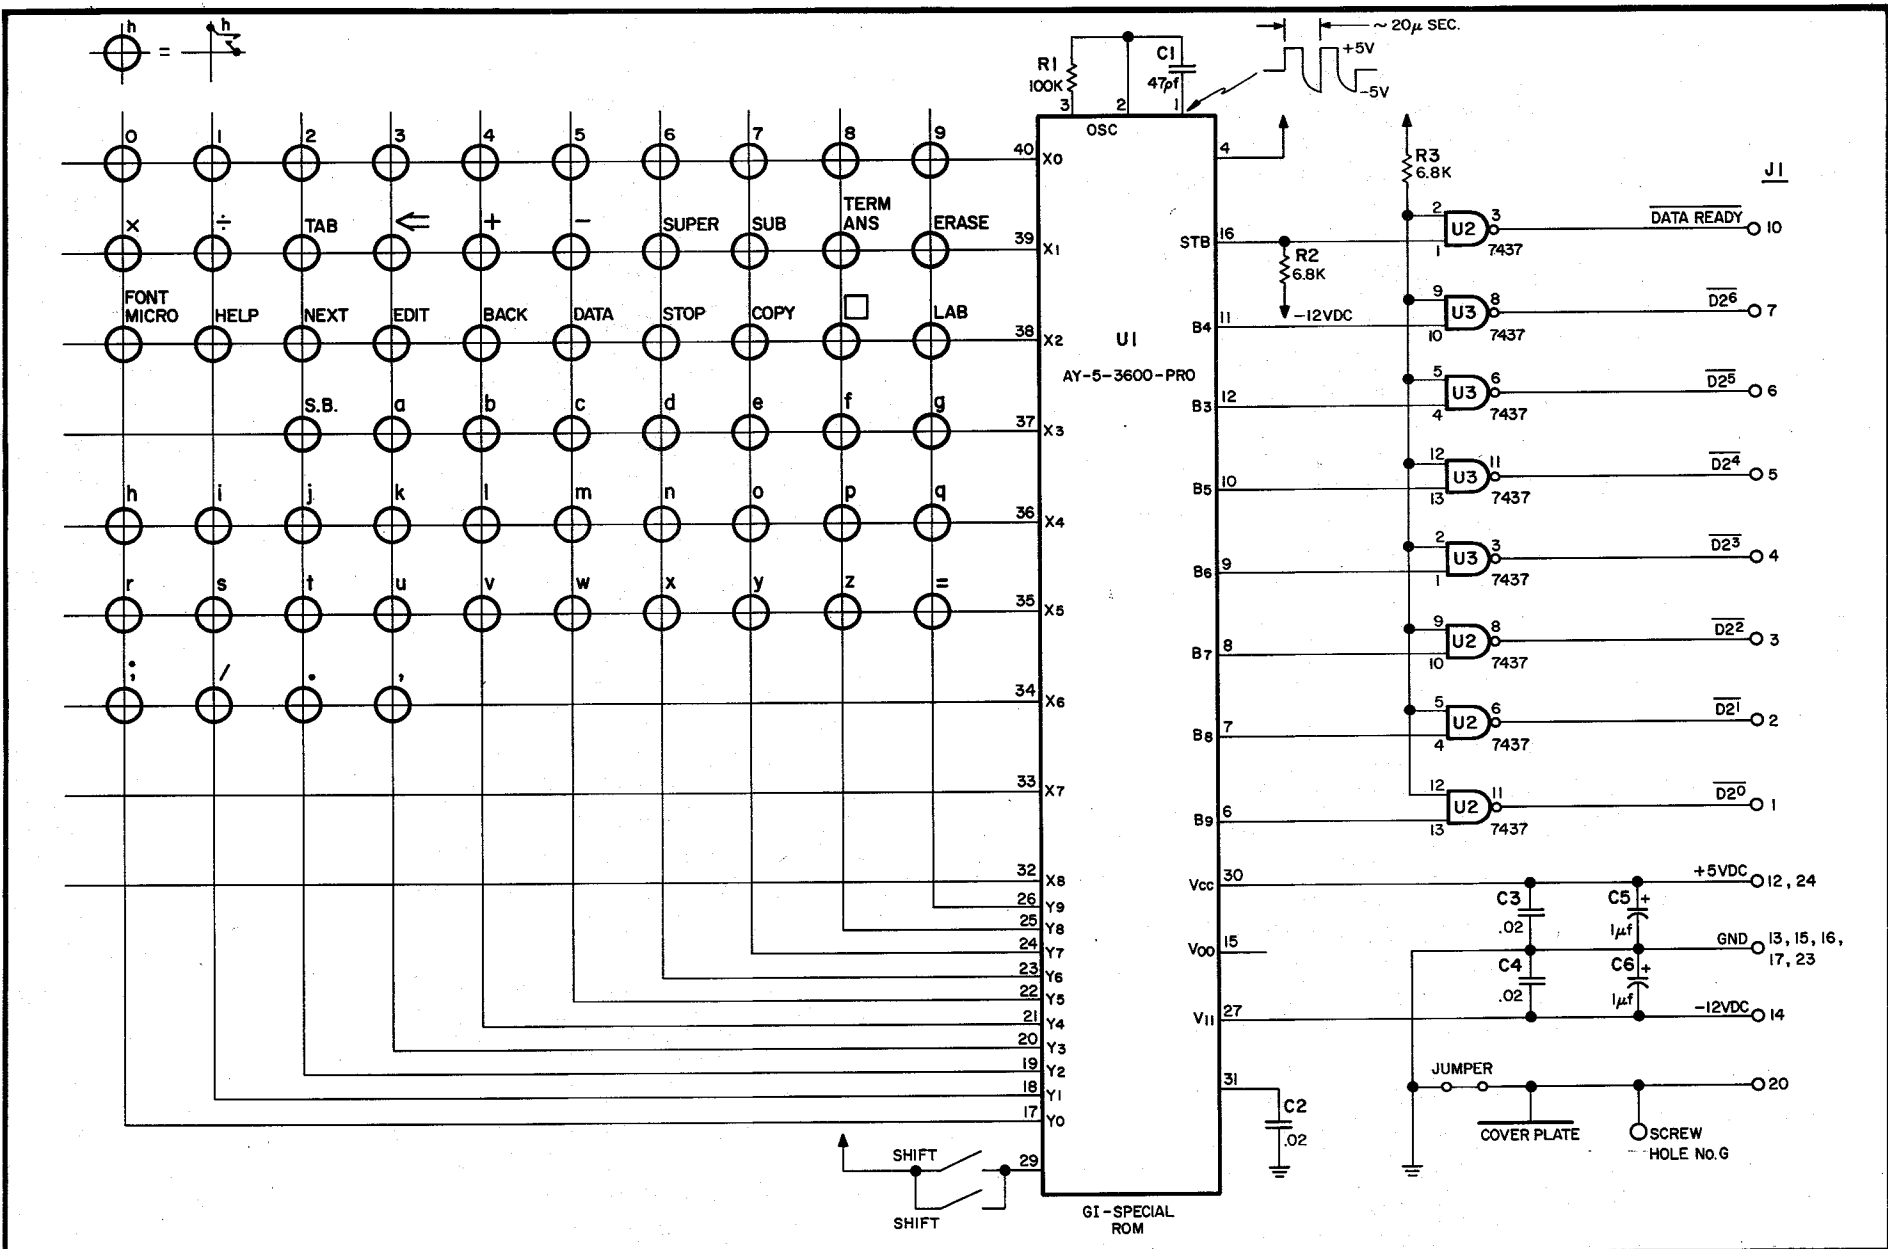 h
=
h
~ 20μ SEC.
+5V
-5V
R1
100K
C1
47pf
3 2 1
OSC
0 1 2 3 4 5 6 7 8 9
40 X0
4
R3
6.8K
J1
× ÷ TAB ⇐ + - SUPER SUB TERM ANS ERASE
39 X1
STB 16
R2
6.8K
-12VDC
2 3
1
U2
7437
DATA READY
10
FONT MICRO HELP NEXT EDIT BACK DATA STOP COPY □ LAB
38 X2
U1
AY-5-3600-PRO
B4 11
9 8
10
U3
7437
D2⁶
7
S.B. a b c d e f g
37 X3
B3 12
5 6
4
U3
7437
D2⁵
6
h i j k l m n o p q
36 X4
B5 10
12 11
13
U3
7437
D2⁴
5
B6 9
2 3
1
U3
7437
D2³
4
r s t u v w x y z =
35 X5
B7 8
9 10
8
U2
7437
D2²
3
; / . ,
34 X6
B8 7
5 6
4
U2
7437
D2¹
2
33 X7
B9 6
12 11
13
U2
7437
D2⁰
1
32 X8
26 Y9
25 Y8
24 Y7
23 Y6
22 Y5
21 Y4
20 Y3
19 Y2
18 Y1
17 Y0
Vcc 30
+5VDC
12, 24
C3
.02
C5
+
1μf
V00 15
GND
13, 15, 16,
17, 23
C4
.02
C6
+
1μf
V11 27
-12VDC
14
31
C2
.02
JUMPER
20
COVER PLATE
SCREW
HOLE No.G
SHIFT
29
SHIFT
GI-SPECIAL
ROM